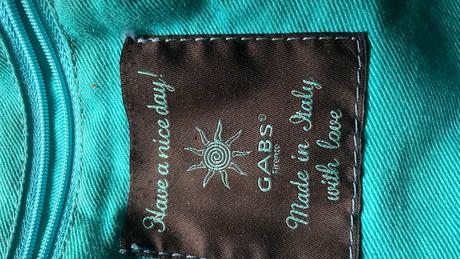 Have a nice day!
GABS®
Firenze
Made in Italy
with love